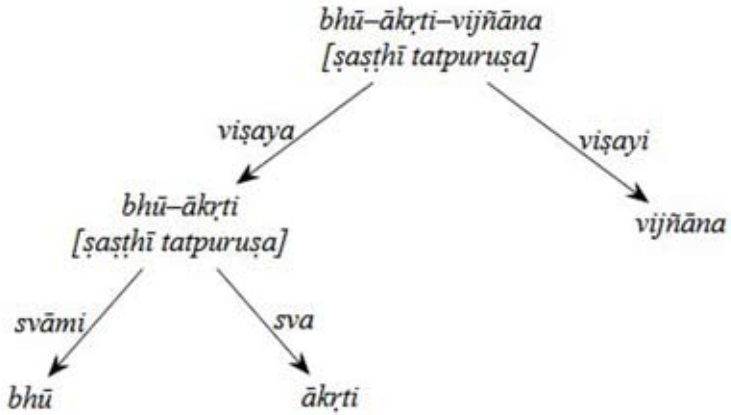 bhū–ākṛti–vijñāna
[ṣaṣṭhī tatpuruṣa]
viṣaya
viṣayi
bhū–ākṛti
[ṣaṣṭhī tatpuruṣa]
vijñāna
svāmi
sva
bhū
ākṛti